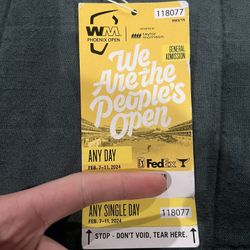 118077
WM
PHOENIX OPEN
taylor morrison.
GENERAL
ADMISSION
We
Are the
People's
Open
ANY DAY
FEB. 7-11, 2024
FedEx
ANY SINGLE DAY
FEB. 7-11, 2024
118077
STOP - DON'T VOID, TEAR HERE.